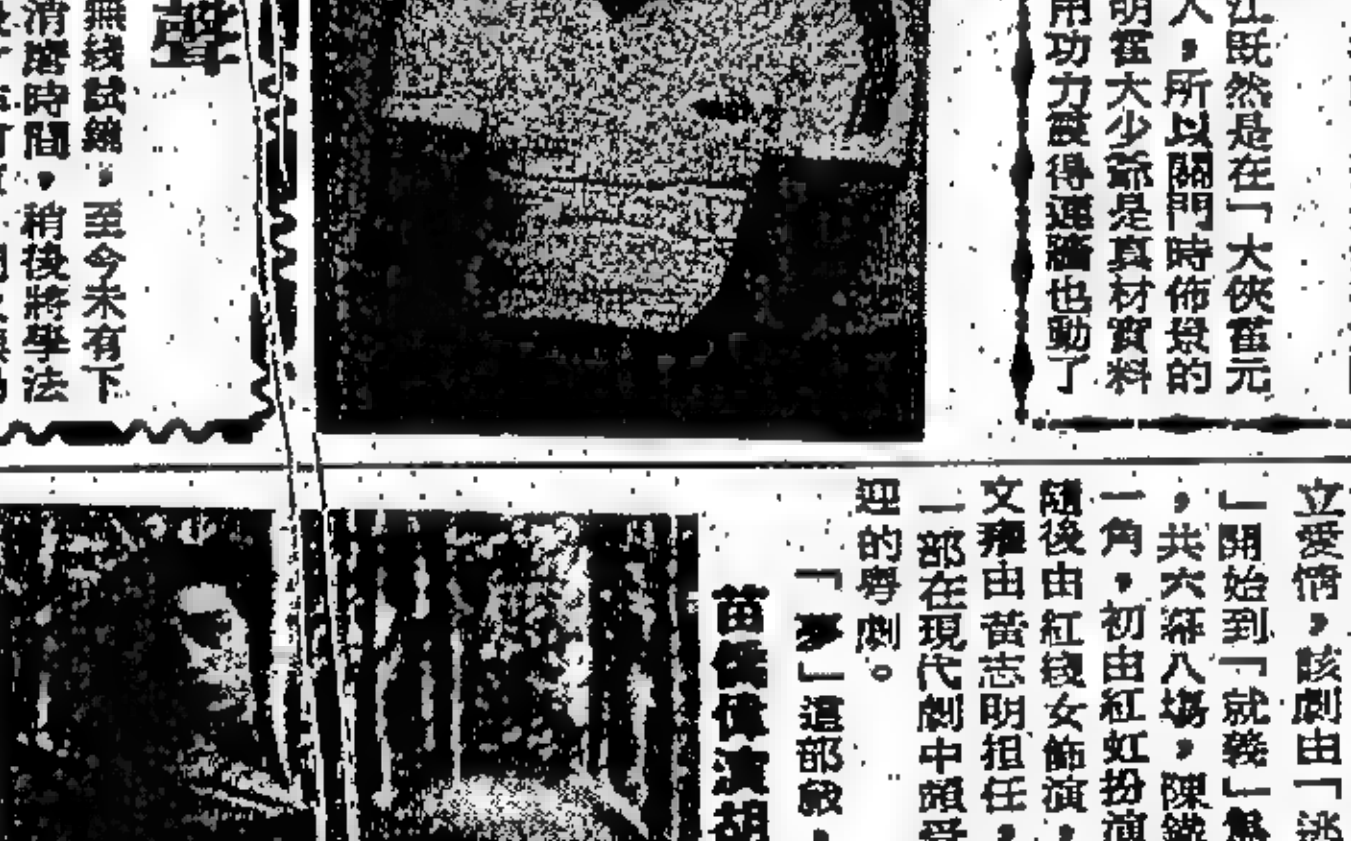 江既然是在「大俠霍元
人，所以關門時佈景的
明霍大少爺是真材實料
用功力震得連牆也動了
聲
無綫試鏡，至今未有下
消磨時間，稍後將學法
立愛情，該劇由「逃
」開始到「就義」為
，共六幕八場，陳鐵
一角，初由紅虹扮演
隨後由紅綫女飾演，
文種由黃志明担任，
一部在現代劇中頗受
迎的粵劇。
「夢」這部戲，
苗僑偉演胡